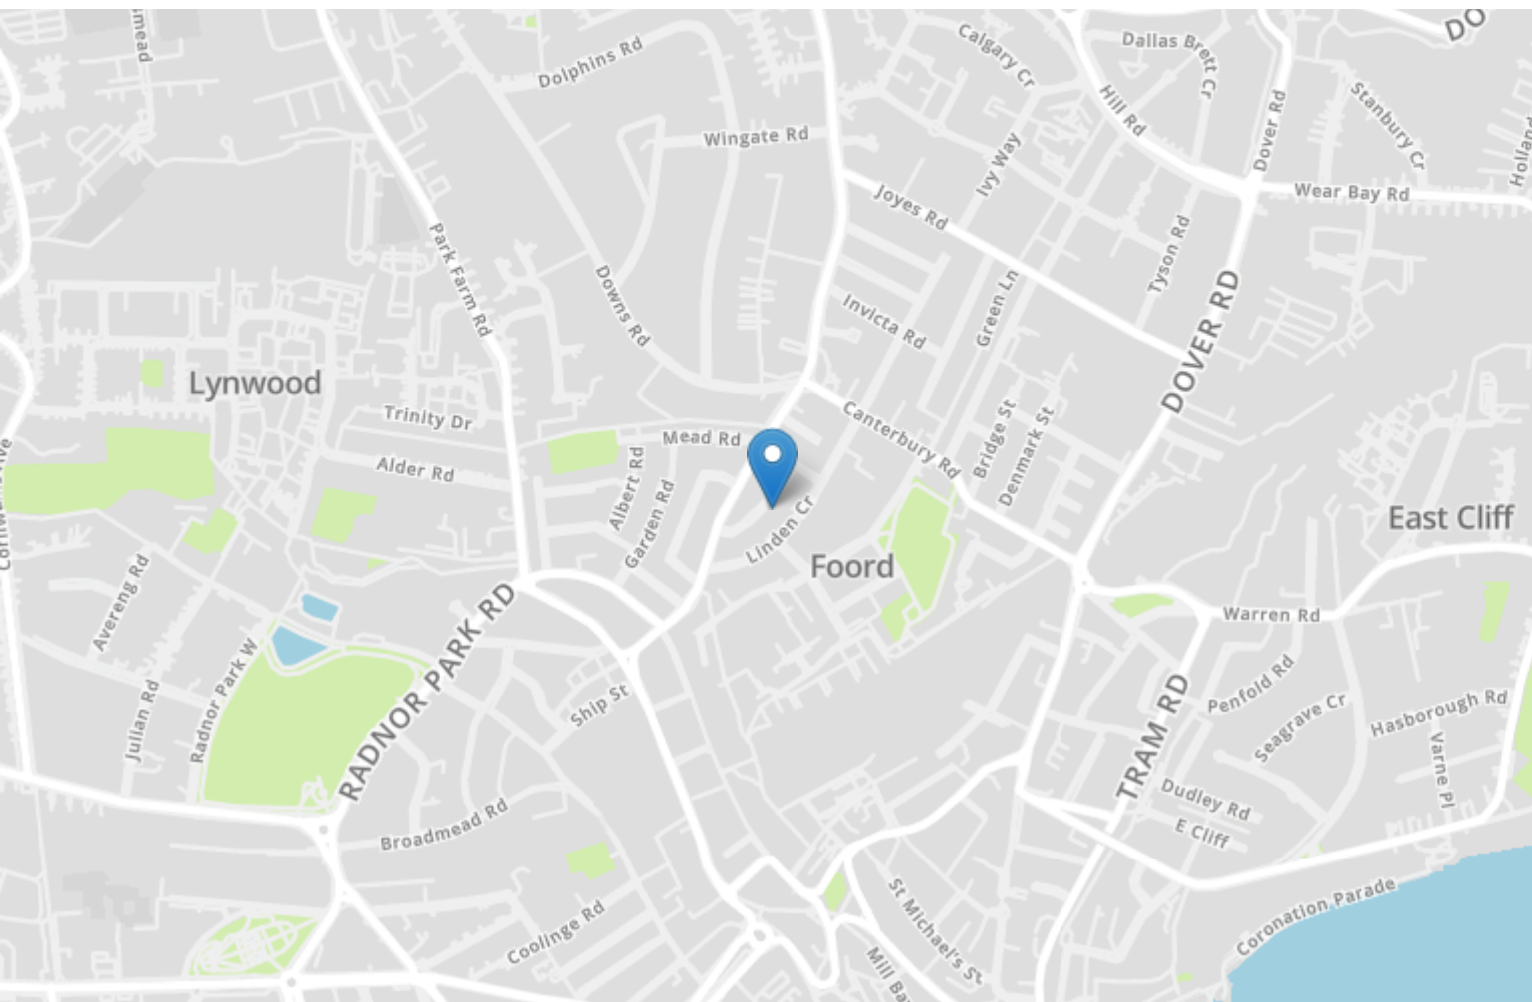 DO
Dallas Brett Cr
Calgary Cr
Dolphins Rd
Hill Rd
Dover Rd
Stanbury Cr
Wingate Rd
Ivy Way
Wear Bay Rd
Joyes Rd
Tyson Rd
Park Farm Rd
Downs Rd
Green Ln
Invicta Rd
DOVER RD
Lynwood
Trinity Dr
Mead Rd
Canterbury Rd
Bridge St
Denmark St
Alder Rd
Albert Rd
Garden Rd
Linden Cr
East Cliff
Foord
Avereng Rd
RADNOR PARK RD
Warren Rd
Radnor Park W
Julian Rd
Ship St
Penfold Rd
TRAM RD
Seagrave Cr
Hasborough Rd
Varne Pl
Dudley Rd
E Cliff
Broadmead Rd
Coolinge Rd
St Michael's St
Coronation Parade
Mill Ba